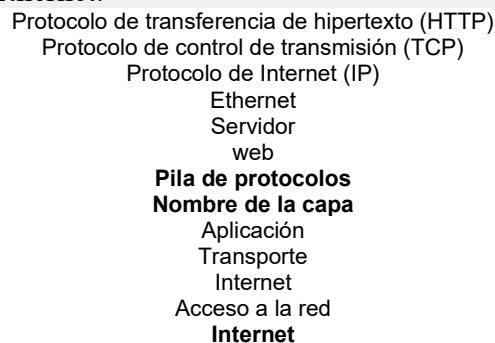 Protocolo de transferencia de hipertexto (HTTP)
Protocolo de control de transmisión (TCP)
Protocolo de Internet (IP)
Ethernet
Servidor
web
Pila de protocolos
Nombre de la capa
Aplicación
Transporte
Internet
Acceso a la red
Internet